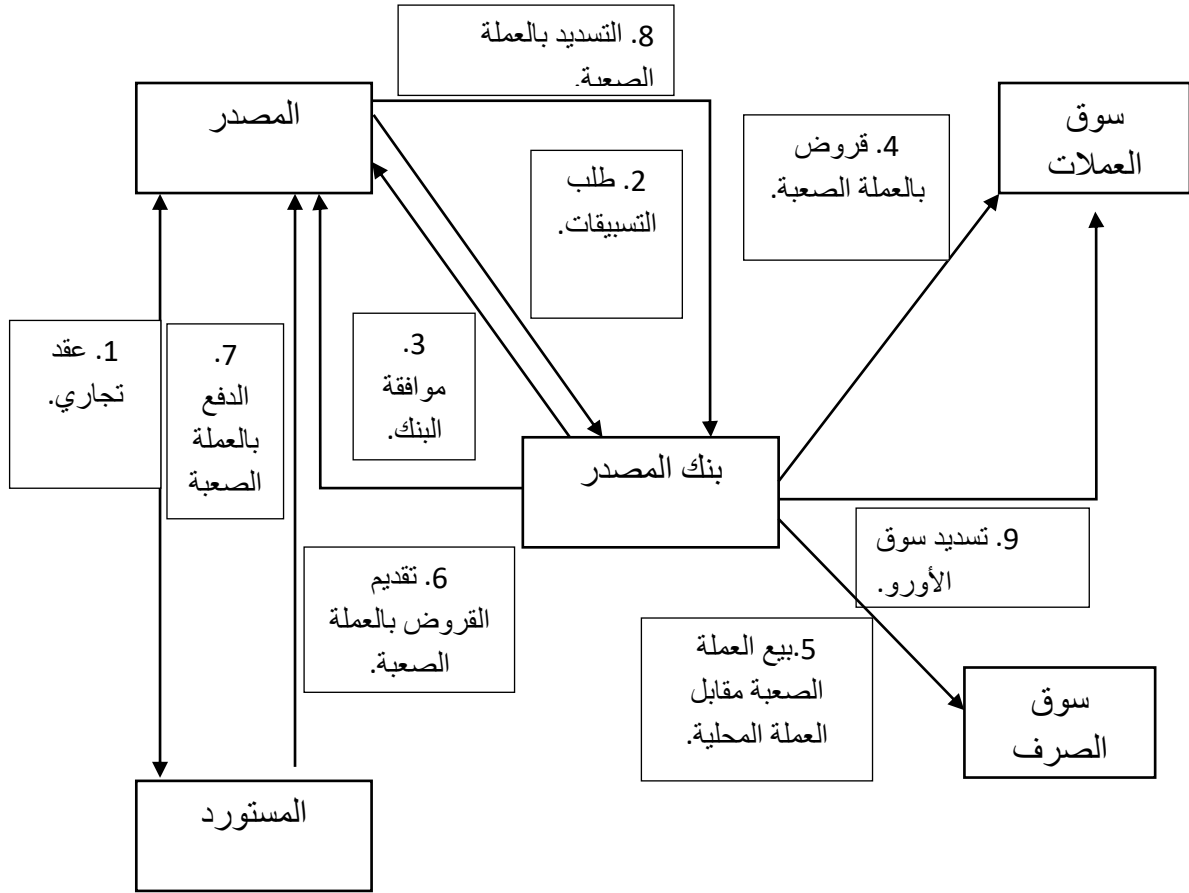 8. التسديد بالعملة
الصعبة.
المصدر
سوق
العملات
4. قروض
بالعملة الصعبة.
2. طلب
التسبيقات.
1. عقد
تجاري.
7.
الدفع
بالعملة
الصعبة
3.
موافقة
البنك.
بنك المصدر
9. تسديد سوق
الأورو.
6. تقديم
القروض بالعملة
الصعبة.
5.بيع العملة
الصعبة مقابل
العملة المحلية.
سوق
الصرف
المستورد